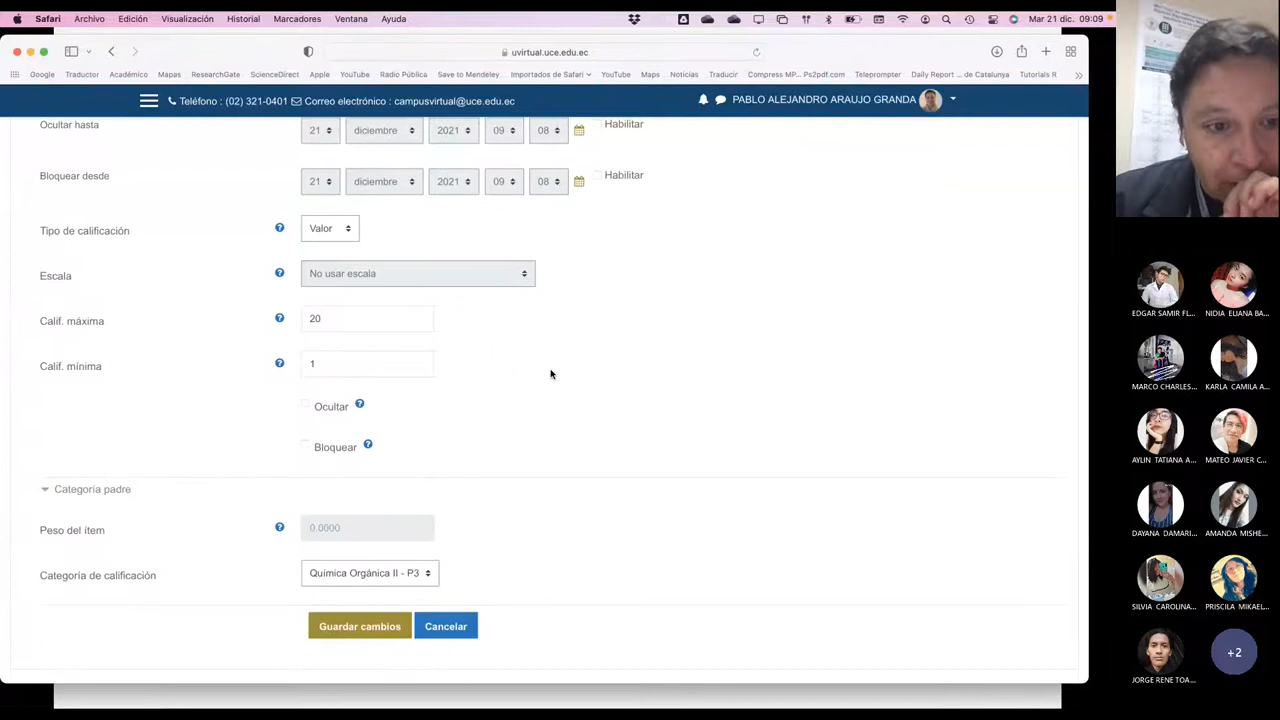 Safari Archivo Edición Visualización Historial Marcadores Ventana Ayuda Mar 21 dic. 09:09
uvirtual.uce.edu.ec
Google Traductor Académico Mapas ResearchGate ScienceDirect Apple YouTube Radio Pública Save to Mendeley Importados de Safari YouTube Maps Noticias Traducir Compress MP... Ps2pdf.com Teleprompter Daily Report ... de Catalunya Tutorials R
Teléfono : (02) 321-0401 Correo electrónico : campusvirtual@uce.edu.ec PABLO ALEJANDRO ARAUJO GRANDA
Ocultar hasta 21 diciembre 2021 09 08 Habilitar
Bloquear desde 21 diciembre 2021 09 08 Habilitar
Tipo de calificación ? Valor
Escala ? No usar escala
Calif. máxima ? 20
Calif. mínima ? 1
Ocultar ?
Bloquear ?
Categoría padre
Peso del ítem ? 0.0000
Categoría de calificación Química Orgánica II - P3
Guardar cambios Cancelar
EDGAR SAMIR FL... NIDIA ELIANA BA...
MARCO CHARLES... KARLA CAMILA A...
AYLIN TATIANA A... MATEO JAVIER C...
DAYANA DAMARI... AMANDA MISHE...
SILVIA CAROLINA... PRISCILA MIKAEL...
JORGE RENE TOA... +2